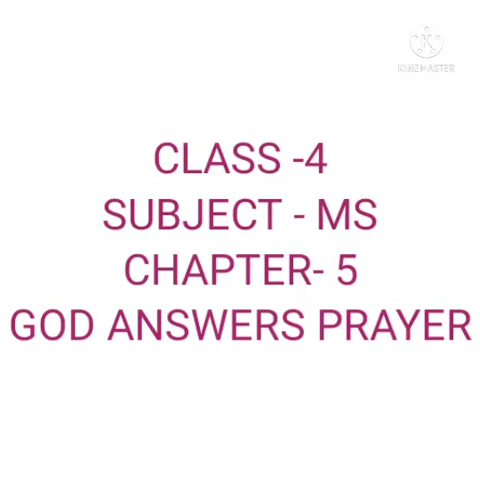 KINEMASTER
CLASS -4
SUBJECT - MS
CHAPTER- 5
GOD ANSWERS PRAYER